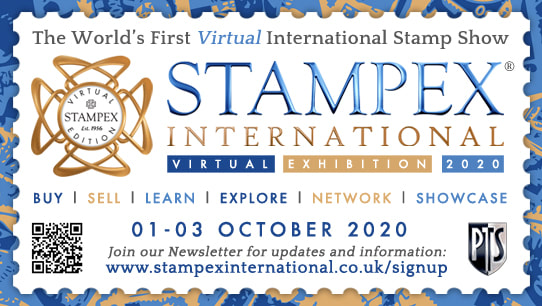 The World's First Virtual International Stamp Show
VIRTUAL
STAMPEX
Est. 1956
EDITION
STAMPEX®
INTERNATIONAL
VIRTUAL EXHIBITION 2020
BUY | SELL | LEARN | EXPLORE | NETWORK | SHOWCASE
01-03 OCTOBER 2020
Join our Newsletter for updates and information:
www.stampexinternational.co.uk/signup
PTS